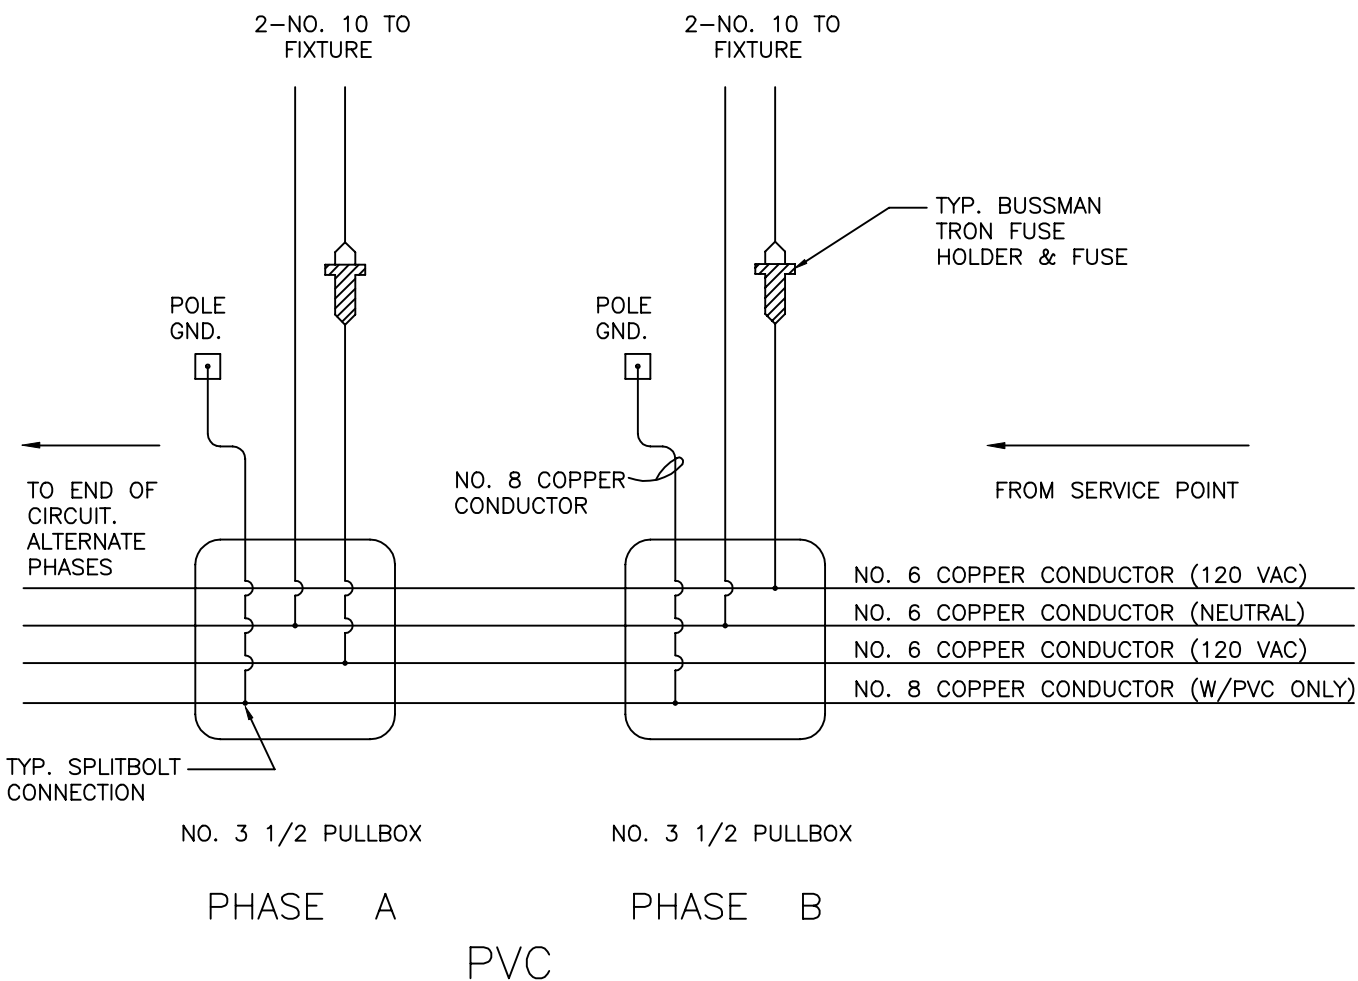 2-NO. 10 TO
FIXTURE
2-NO. 10 TO
FIXTURE
TYP. BUSSMAN
TRON FUSE
HOLDER & FUSE
POLE
GND.
POLE
GND.
TO END OF
CIRCUIT.
ALTERNATE
PHASES
NO. 8 COPPER
CONDUCTOR
FROM SERVICE POINT
NO. 6 COPPER CONDUCTOR (120 VAC)
NO. 6 COPPER CONDUCTOR (NEUTRAL)
NO. 6 COPPER CONDUCTOR (120 VAC)
NO. 8 COPPER CONDUCTOR (W/PVC ONLY)
TYP. SPLITBOLT
CONNECTION
NO. 3 1/2 PULLBOX
NO. 3 1/2 PULLBOX
PHASE A
PHASE B
PVC